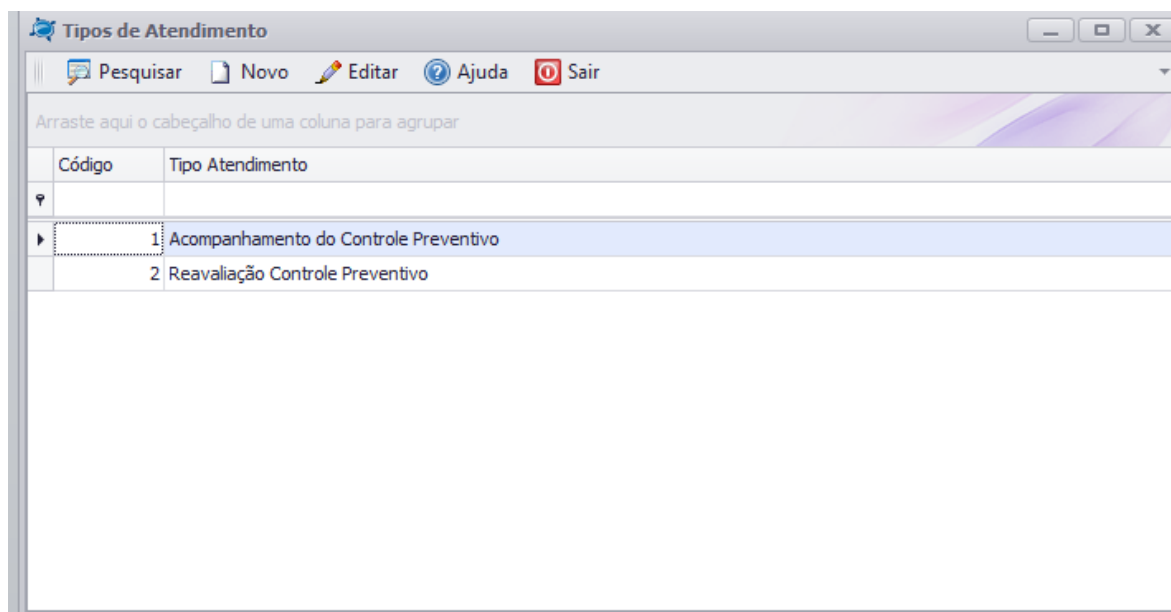 Tipos de Atendimento
Pesquisar Novo Editar Ajuda Sair
Arraste aqui o cabeçalho de uma coluna para agrupar
Código Tipo Atendimento
1 Acompanhamento do Controle Preventivo
2 Reavaliação Controle Preventivo